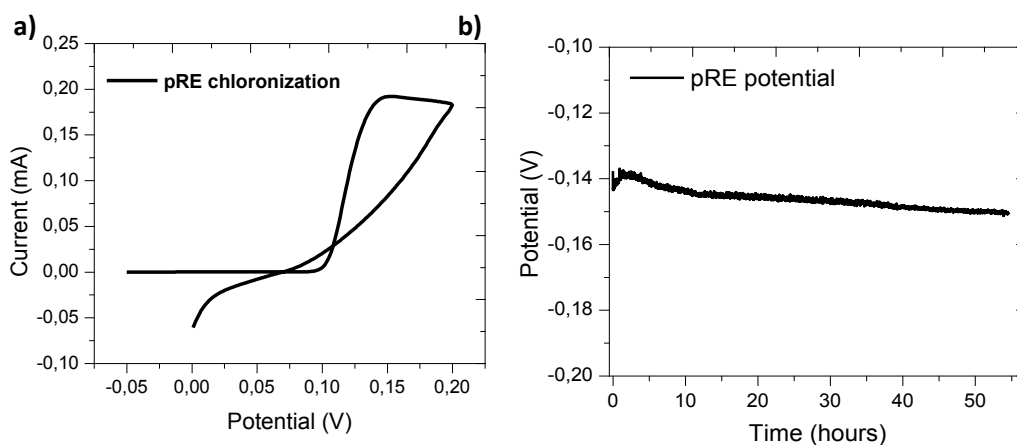 a)
0,25
0,20
0,15
0,10
0,05
0,00
-0,05
-0,10
Current (mA)
pRE chloronization
-0,05 0,00 0,05 0,10 0,15 0,20
Potential (V)
b)
-0,10
-0,12
-0,14
-0,16
-0,18
-0,20
Potential (V)
pRE potential
0 10 20 30 40 50
Time (hours)